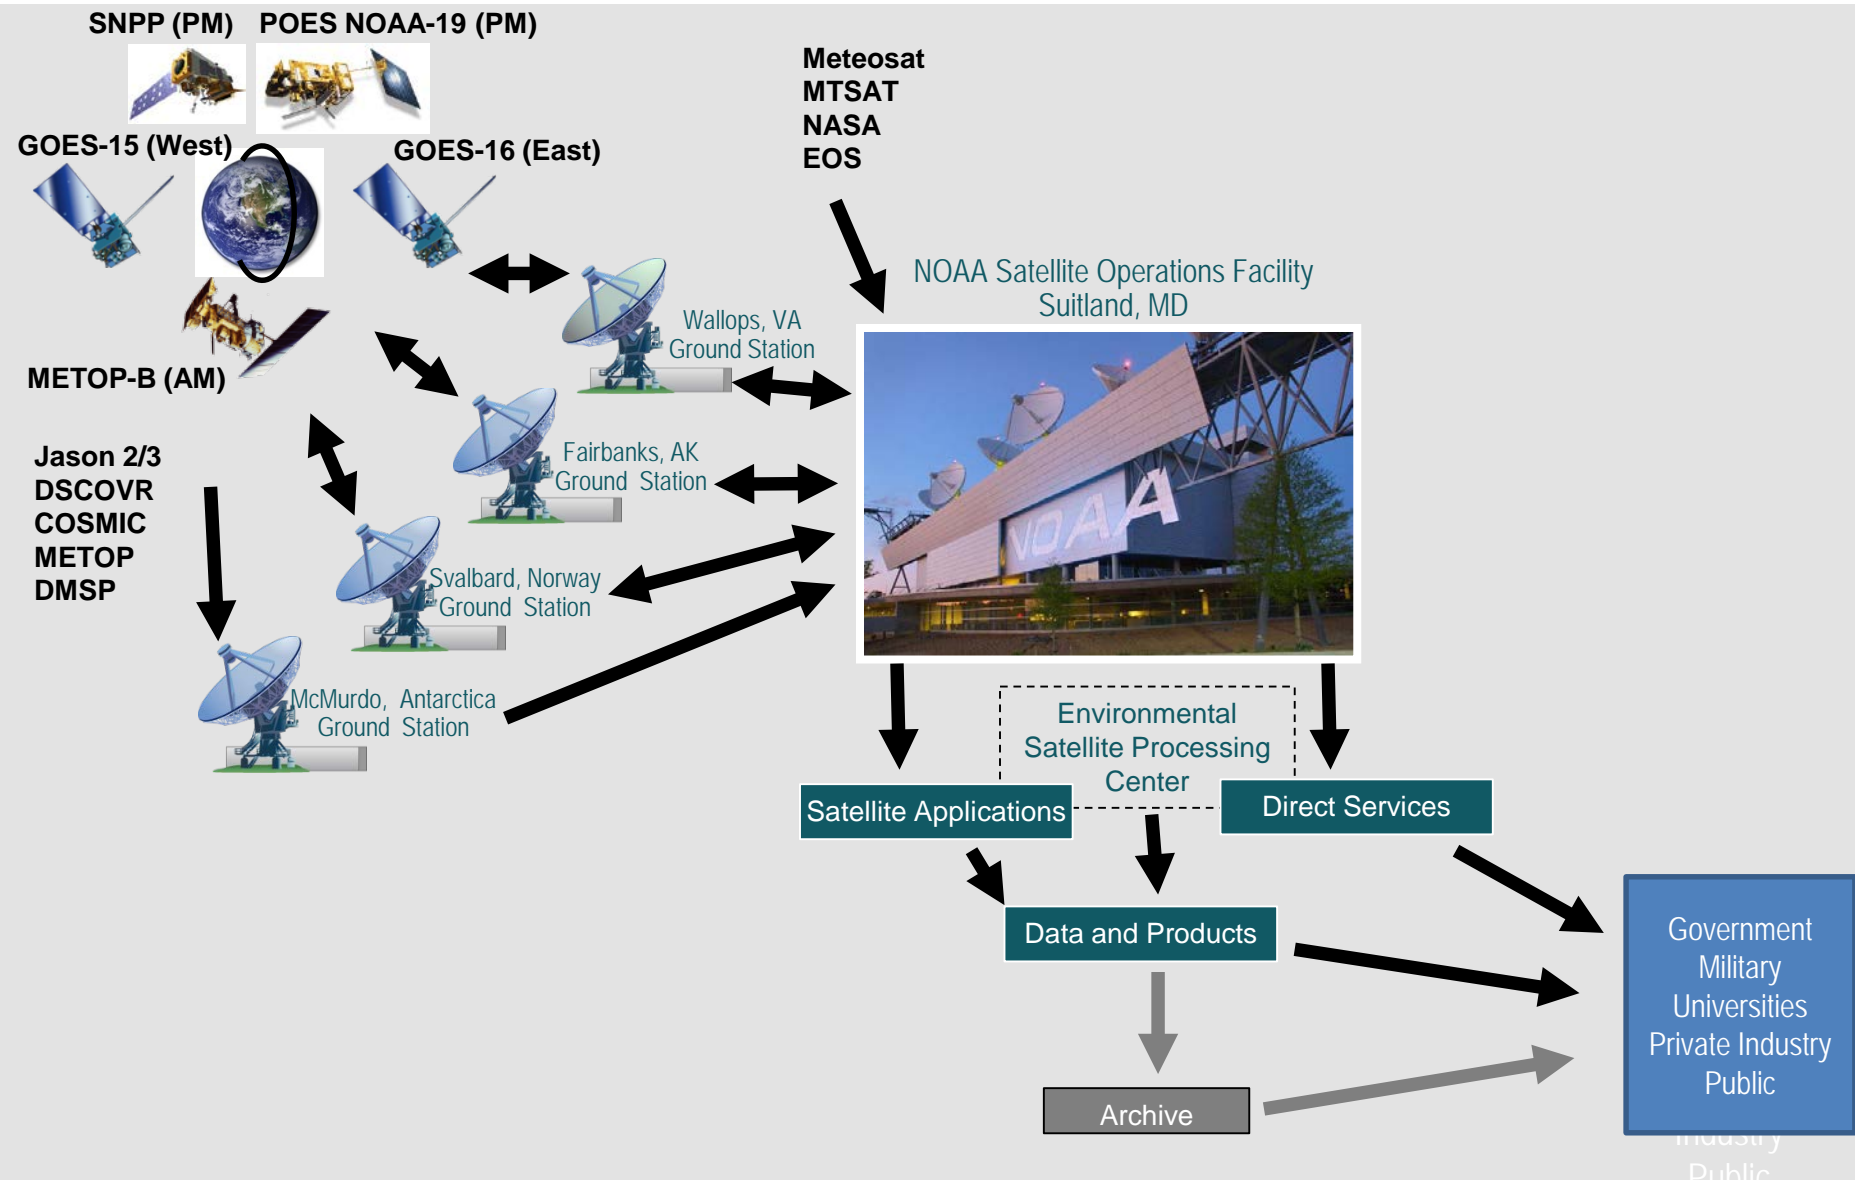 SNPP (PM)
POES NOAA-19 (PM)
GOES-15 (West)
GOES-16 (East)
METOP-B (AM)
Jason 2/3
DSCOVR
COSMIC
METOP
DMSP
Meteosat
MTSAT
NASA
EOS
Wallops, VA
Ground Station
Fairbanks, AK
Ground Station
Svalbard, Norway
Ground Station
McMurdo, Antarctica
Ground Station
NOAA Satellite Operations Facility
Suitland, MD
NOAA
Environmental
Satellite Processing
Center
Satellite Applications
Direct Services
Data and Products
Archive
Government
Military
Universities
Private Industry
Public
Industry
Public